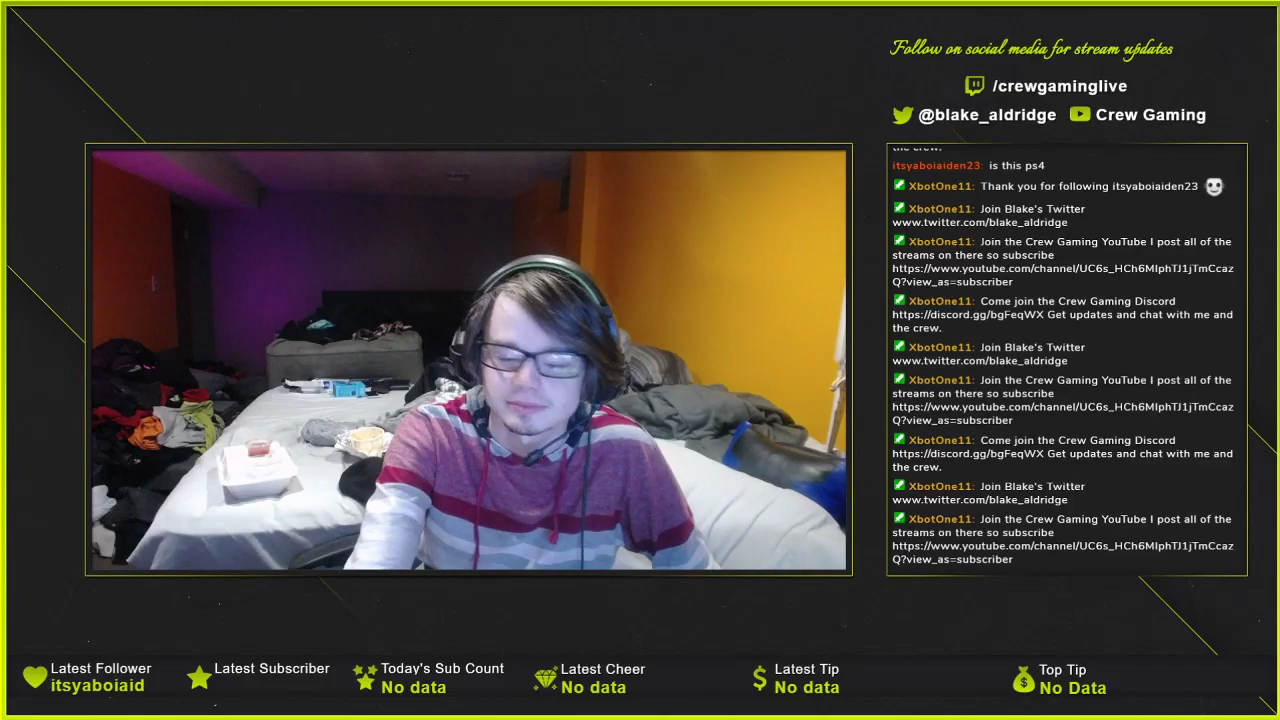 Follow on social media for stream updates
/crewgaminglive
@blake_aldridge Crew Gaming
the crew.
itsyaboiaiden23: is this ps4
XbotOne11: Thank you for following itsyaboiaiden23
XbotOne11: Join Blake's Twitter
www.twitter.com/blake_aldridge
XbotOne11: Join the Crew Gaming YouTube I post all of the
streams on there so subscribe
https://www.youtube.com/channel/UC6s_HCh6MlphTJ1jTmCcaz
Q?view_as=subscriber
XbotOne11: Come join the Crew Gaming Discord
https://discord.gg/bgFeqWX Get updates and chat with me and
the crew.
XbotOne11: Join Blake's Twitter
www.twitter.com/blake_aldridge
XbotOne11: Join the Crew Gaming YouTube I post all of the
streams on there so subscribe
https://www.youtube.com/channel/UC6s_HCh6MlphTJ1jTmCcaz
Q?view_as=subscriber
XbotOne11: Come join the Crew Gaming Discord
https://discord.gg/bgFeqWX Get updates and chat with me and
the crew.
XbotOne11: Join Blake's Twitter
www.twitter.com/blake_aldridge
XbotOne11: Join the Crew Gaming YouTube I post all of the
streams on there so subscribe
https://www.youtube.com/channel/UC6s_HCh6MlphTJ1jTmCcaz
Q?view_as=subscriber
Latest Follower
itsyaboiaid
Latest Subscriber
Today's Sub Count
No data
Latest Cheer
No data
Latest Tip
No data
Top Tip
No Data